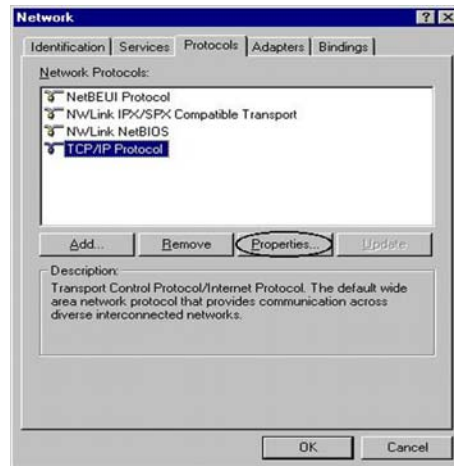 Network
Identification Services Protocols Adapters Bindings
Network Protocols:
NetBEUI Protocol
NWLink IPX/SPX Compatible Transport
NWLink NetBIOS
TCP/IP Protocol
Add... Remove Properties... Update
Description:
Transport Control Protocol/Internet Protocol. The default wide
area network protocol that provides communication across
diverse interconnected networks.
OK Cancel